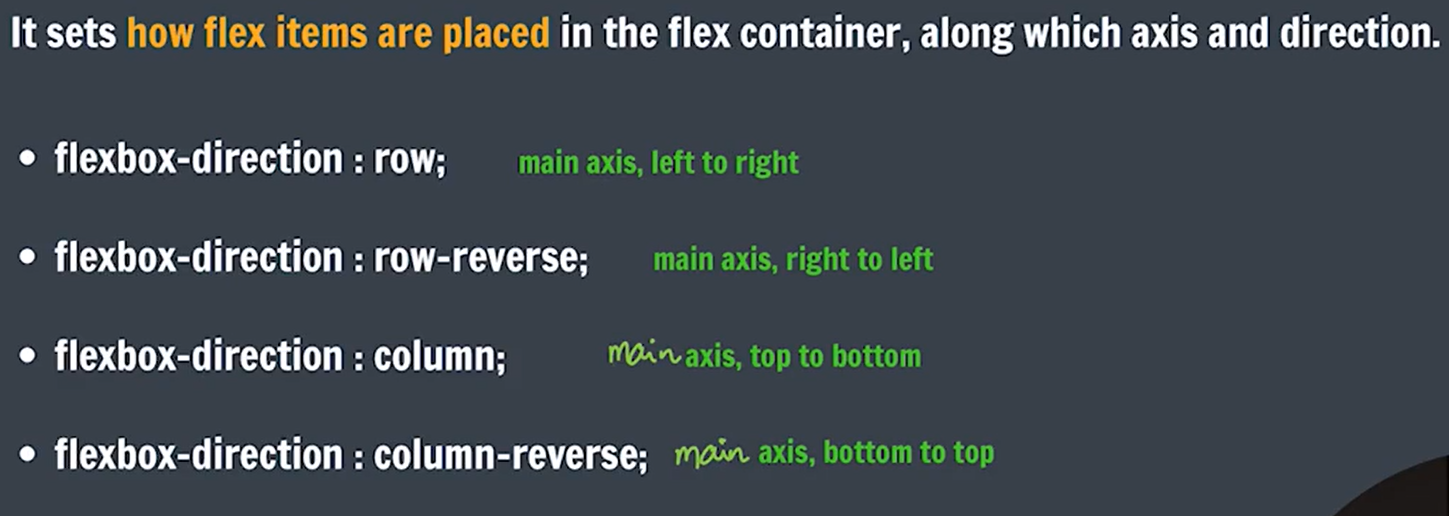 It sets how flex items are placed in the flex container, along which axis and direction.
• flexbox-direction : row; main axis, left to right
• flexbox-direction : row-reverse; main axis, right to left
• flexbox-direction : column; main axis, top to bottom
• flexbox-direction : column-reverse; main axis, bottom to top